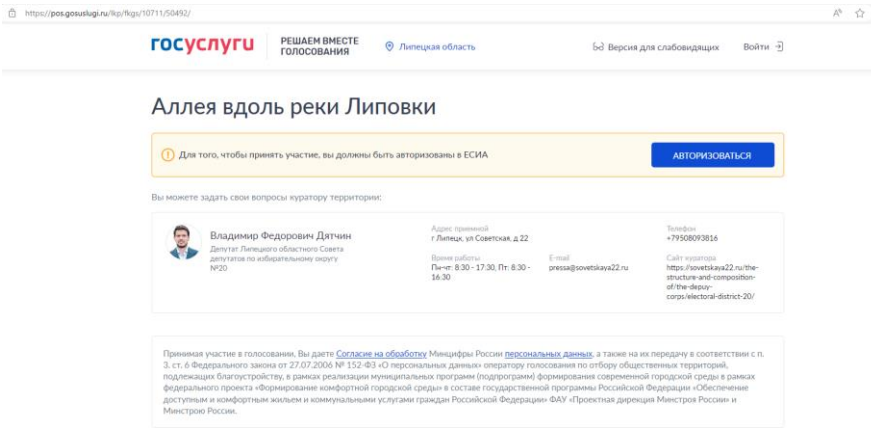 https://pos.gosuslugi.ru/lkp/fkgs/10711/50492/
госуслуги
РЕШАЕМ ВМЕСТЕ
ГОЛОСОВАНИЯ
Липецкая область
Версия для слабовидящих
Войти
Аллея вдоль реки Липовки
Для того, чтобы принять участие, вы должны быть авторизованы в ЕСИА
АВТОРИЗОВАТЬСЯ
Вы можете задать свои вопросы куратору территории:
Владимир Федорович Дятчин
Депутат Липецкого областного Совета
депутатов по избирательному округу
№20
Адрес приемной
г Липецк, ул Советская, д 22
Время работы
Пн-чт: 8:30 - 17:30, Пт: 8:30 -
16:30
E-mail
pressa@sovetskaya22.ru
Телефон
+79508093816
Сайт куратора
https://sovetskaya22.ru/the-
structure-and-composition-
of/the-depuy-
corps/electoral-district-20/
Принимая участие в голосовании, Вы даете Согласие на обработку Минцифры России персональных данных, а также на их передачу в соответствии с п.
3. ст. 6 Федерального закона от 27.07.2006 № 152-ФЗ «О персональных данных» оператору голосования по отбору общественных территорий,
подлежащих благоустройству, в рамках реализации муниципальных программ (подпрограмм) формирования современной городской среды в рамках
федерального проекта «Формирование комфортной городской среды» в составе государственной программы Российской Федерации «Обеспечение
доступным и комфортным жильем и коммунальными услугами граждан Российской Федерации» ФАУ «Проектная дирекция Минстроя России» и
Минстрою России.